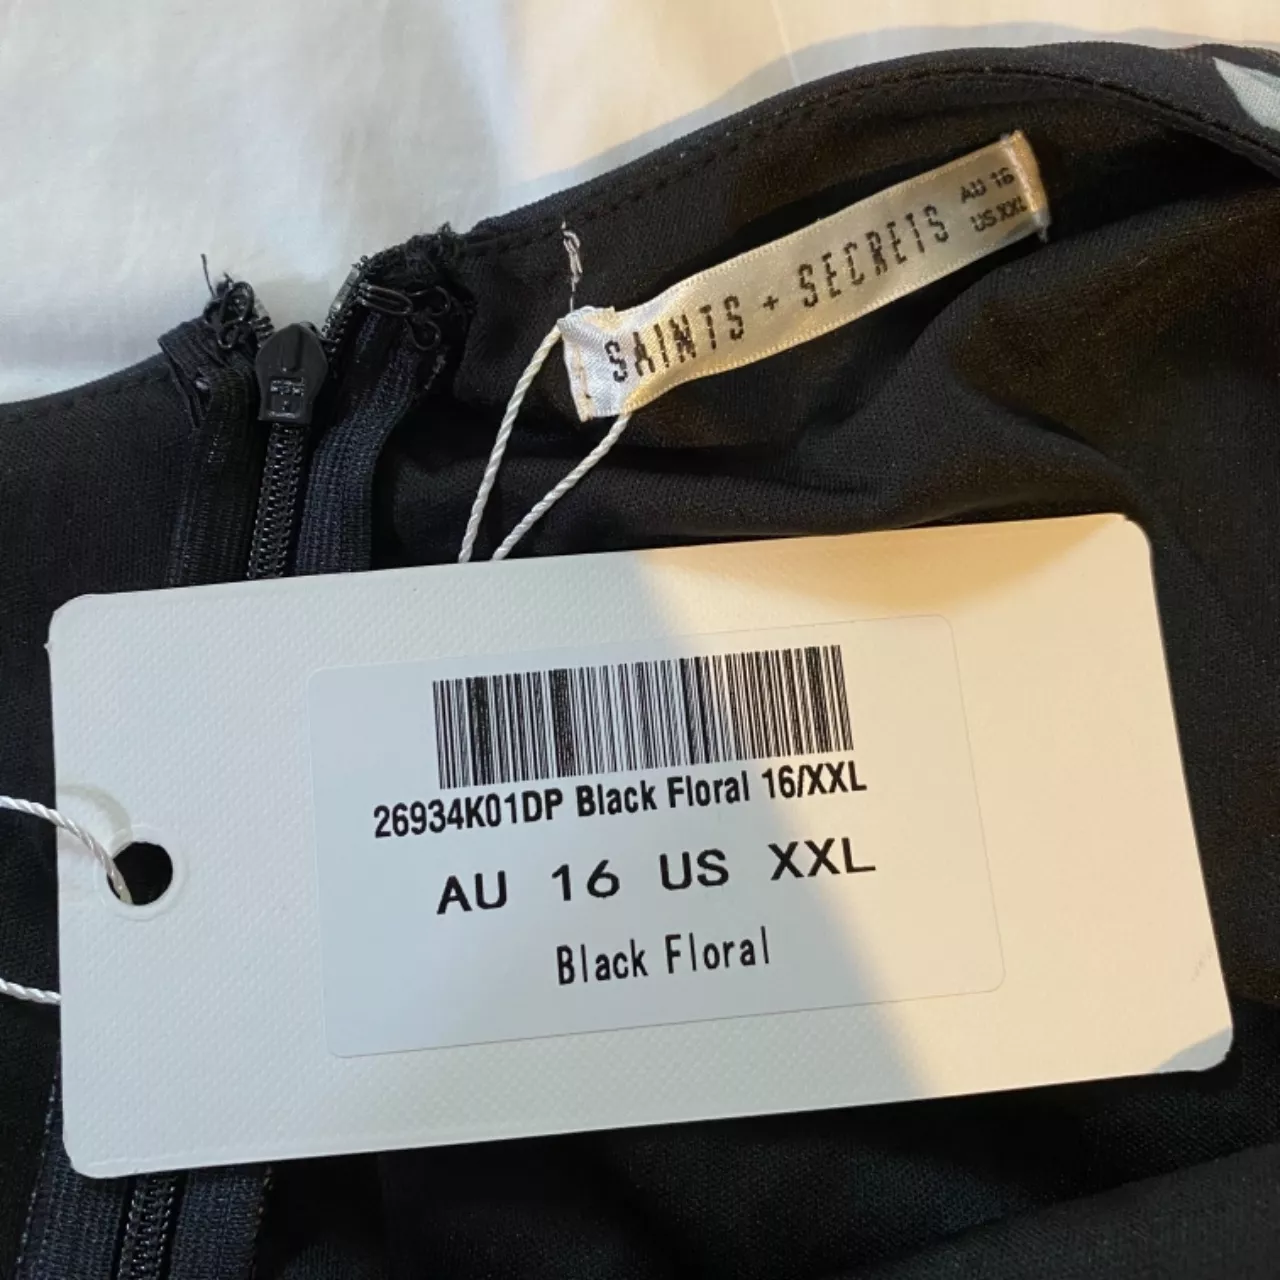 SAINTS + SECRETS
AU 16
US XXL
26934K01DP Black Floral 16/XXL
AU 16 US XXL
Black Floral